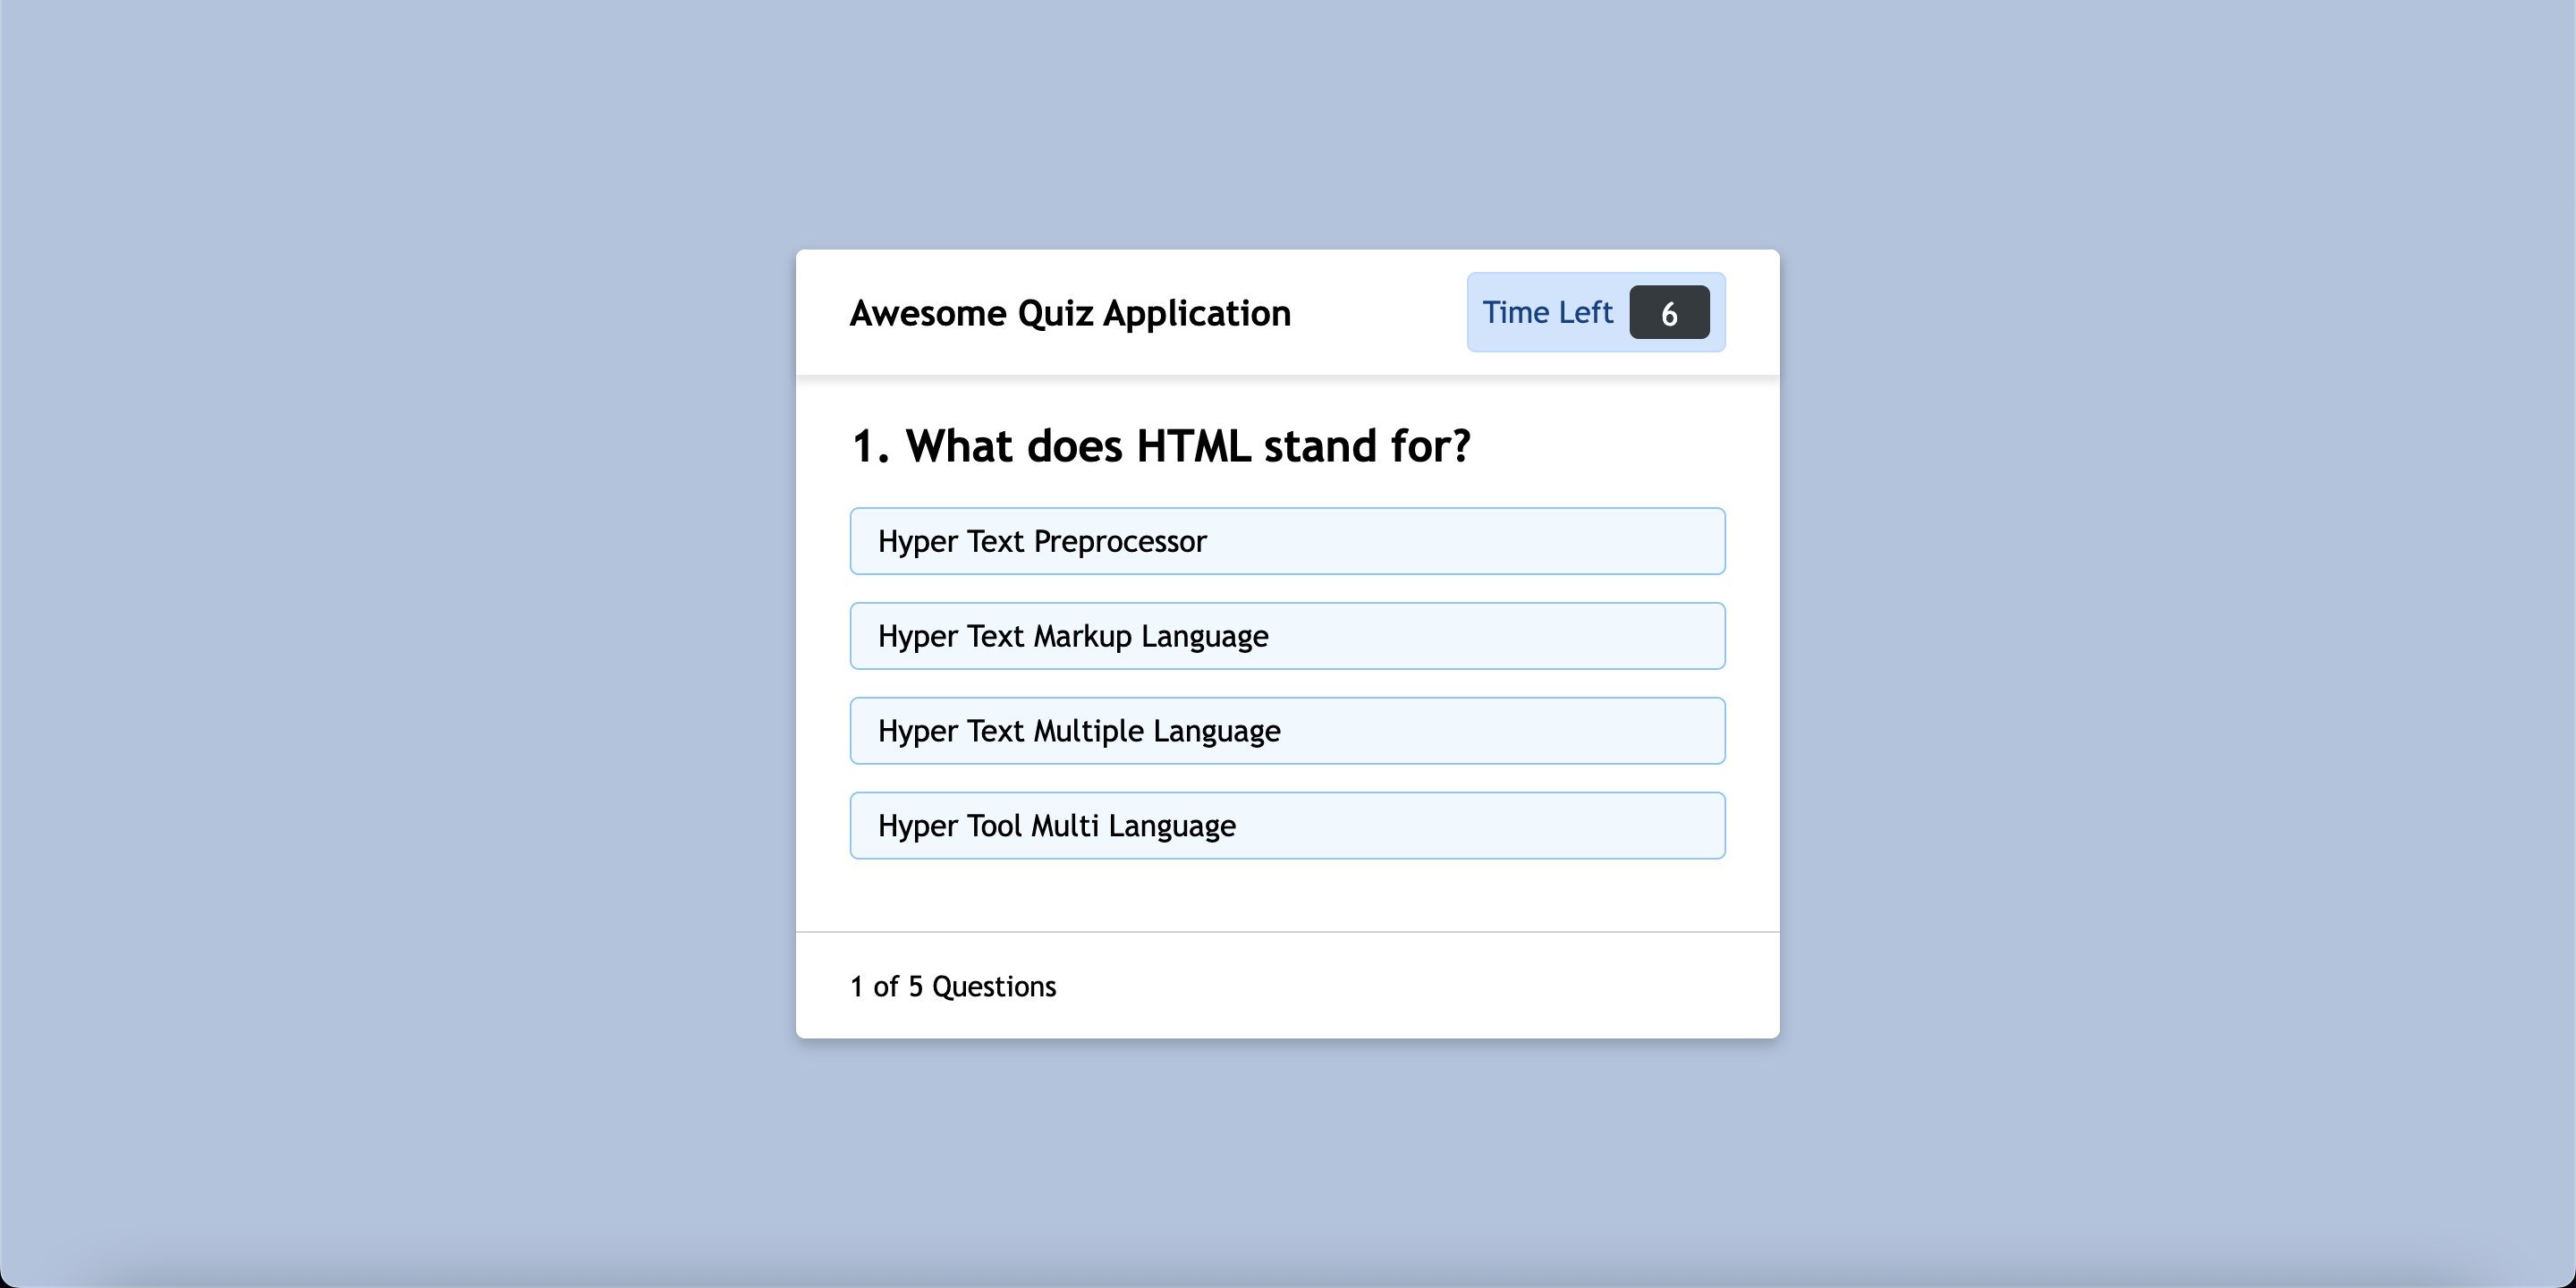 Awesome Quiz Application
Time Left 6
1. What does HTML stand for?
Hyper Text Preprocessor
Hyper Text Markup Language
Hyper Text Multiple Language
Hyper Tool Multi Language
1 of 5 Questions